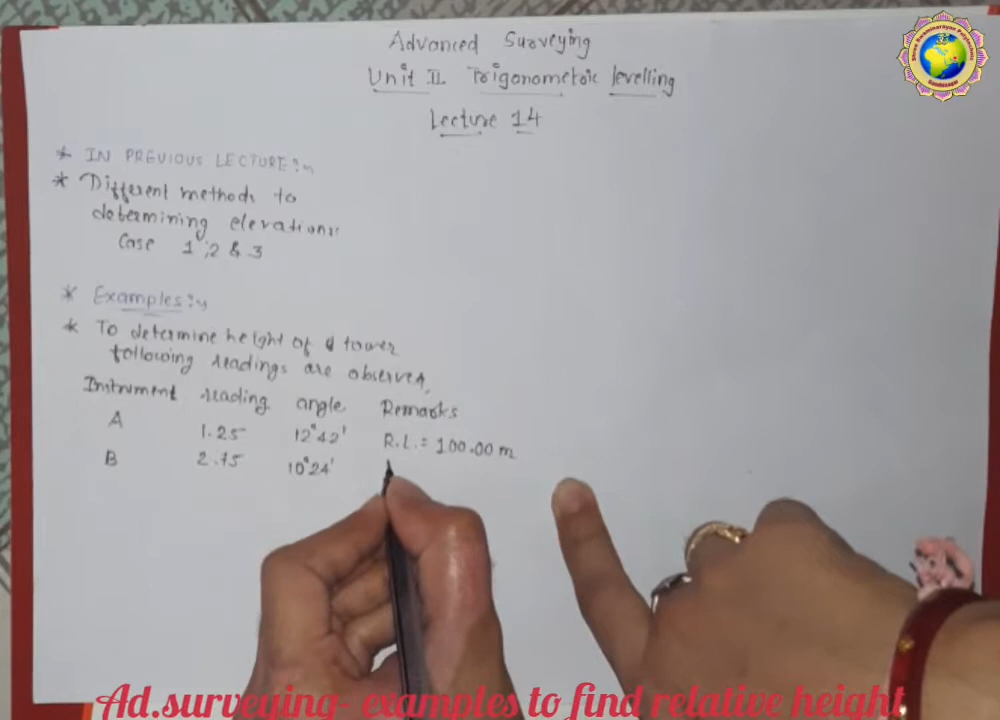 Advanced Surveying
Unit II Trigonometric levelling
Lecture 14
* IN PREVIOUS LECTURE :-
* Different methods to
determining elevations
Case 1, 2 & 3
* Examples :-
* To determine height of a tower
following readings are observed,
Instrument reading angle Remarks
A 1.25 12°42' R.L. = 100.00 m
B 2.75 10°24'
Ad.surveying- examples to find relative height